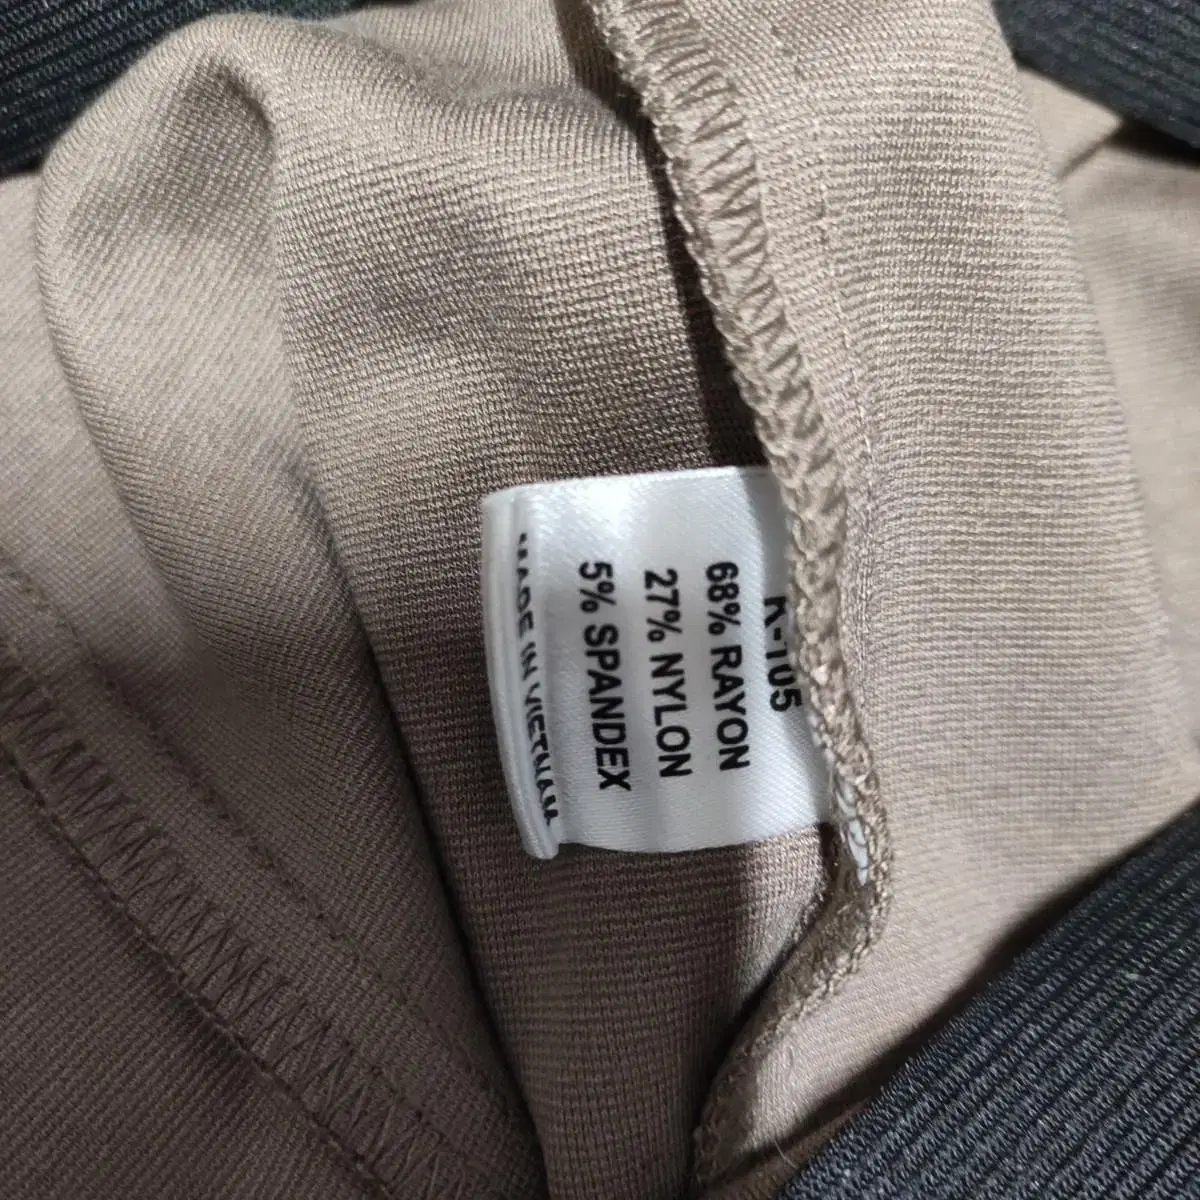 K-105
68% RAYON
27% NYLON
5% SPANDEX
MADE IN VIETNAM